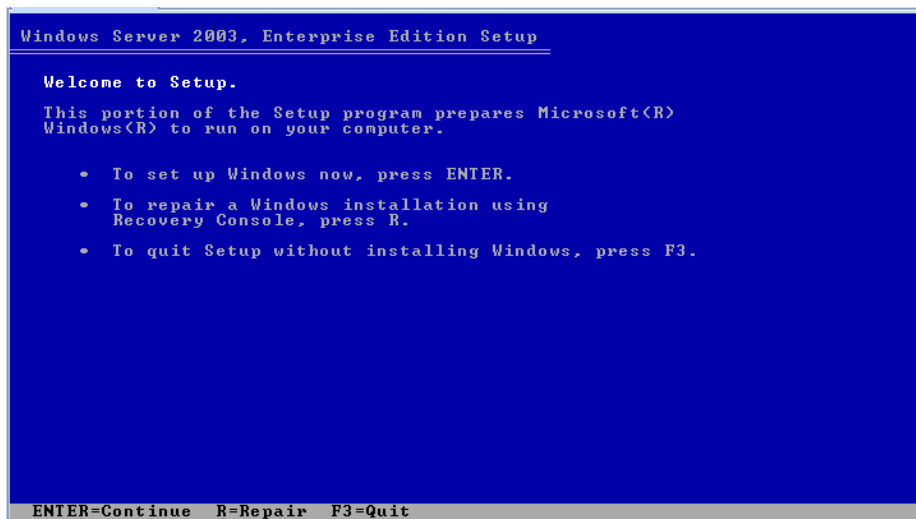 Windows Server 2003, Enterprise Edition Setup
Welcome to Setup.
This portion of the Setup program prepares Microsoft(R)
Windows(R) to run on your computer.
• To set up Windows now, press ENTER.
• To repair a Windows installation using
Recovery Console, press R.
• To quit Setup without installing Windows, press F3.
ENTER=Continue R=Repair F3=Quit